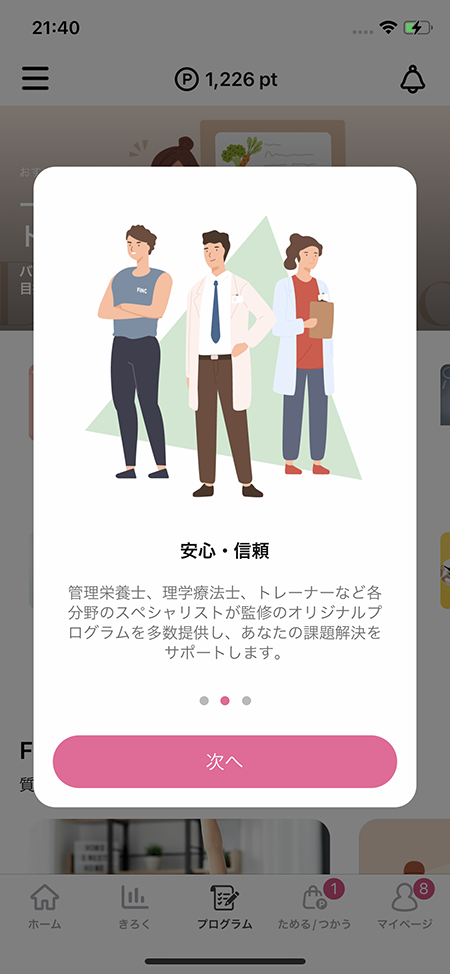 21:40
P 1,226 pt
おす
FINC
安心・信頼
管理栄養士、理学療法士、トレーナーなど各
分野のスペシャリストが監修のオリジナルプ
ログラムを多数提供し、あなたの課題解決を
サポートします。
次へ
F
質
ホーム
きろく
プログラム
1
P
ためる/つかう
8
マイページ